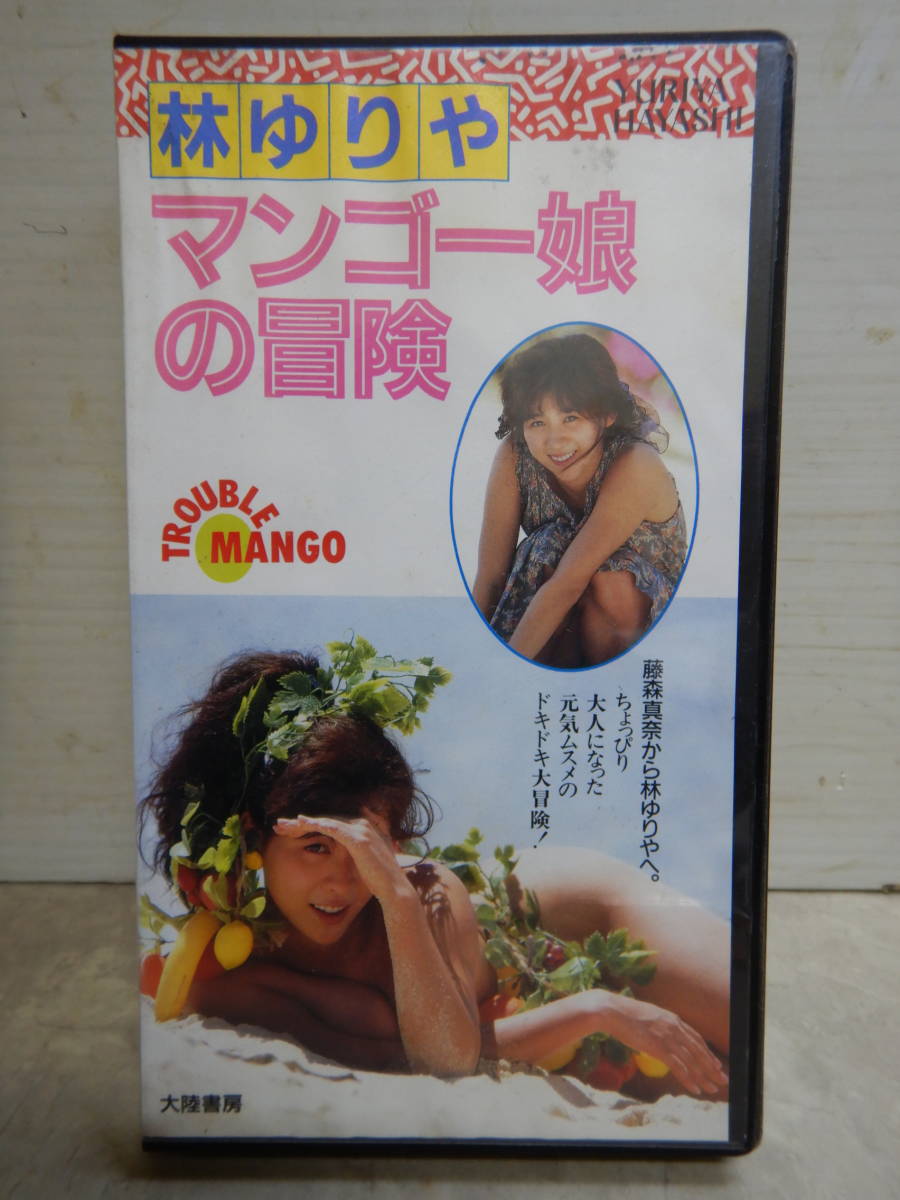 YURIYA
HAYASHI
林ゆりや
マンゴー娘
の冒険
TROUBLE
MANGO
藤森真奈から林ゆりやへ。
ちょっぴり
大人になった
元気ムスメの
ドキドキ大冒険!
大陸書房